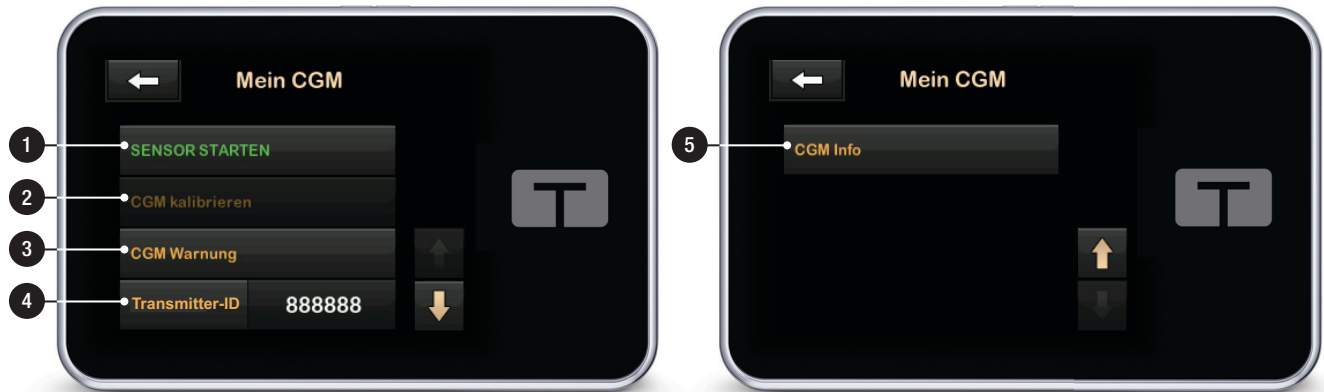 Mein CGM
1
SENSOR STARTEN
2
CGM kalibrieren
3
CGM Warnung
4
Transmitter-ID 888888
Mein CGM
5
CGM Info